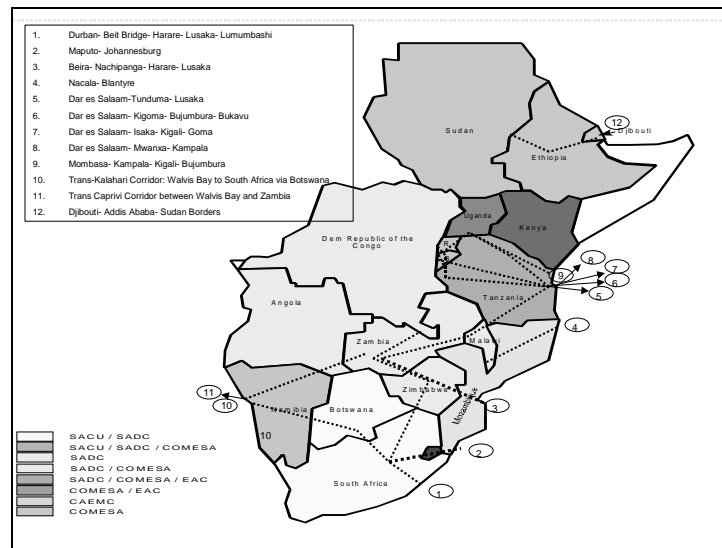 1. Durban- Beit Bridge- Harare- Lusaka- Lumumbashi
2. Maputo- Johannesburg
3. Beira- Nachipanga- Harare- Lusaka
4. Nacala- Blantyre
5. Dar es Salaam-Tunduma- Lusaka
6. Dar es Salaam- Kigoma- Bujumbura- Bukavu
7. Dar es Salaam- Isaka- Kigali- Goma
8. Dar es Salaam- Mwanxa- Kampala
9. Mombasa- Kampala- Kigali- Bujumbura
10. Trans-Kalahari Corridor: Walvis Bay to South Africa via Botswana
11. Trans Caprivi Corridor between Walvis Bay and Zambia
12. Djibouti- Addis Ababa- Sudan Borders
12
Sudan
Djibouti
Ethiopia
Uganda
Kenya
Dem Republic of the
Congo
R
8
7
9
6
5
Tanzania
Angola
4
Malawi
Zambia
Zimbabwe
11
10
Namibia
Botswana
Mozambique
3
10
2
South Africa
1
SACU / SADC
SACU / SADC / COMESA
SADC
SADC / COMESA
SADC / COMESA / EAC
COMESA / EAC
CAEMC
COMESA